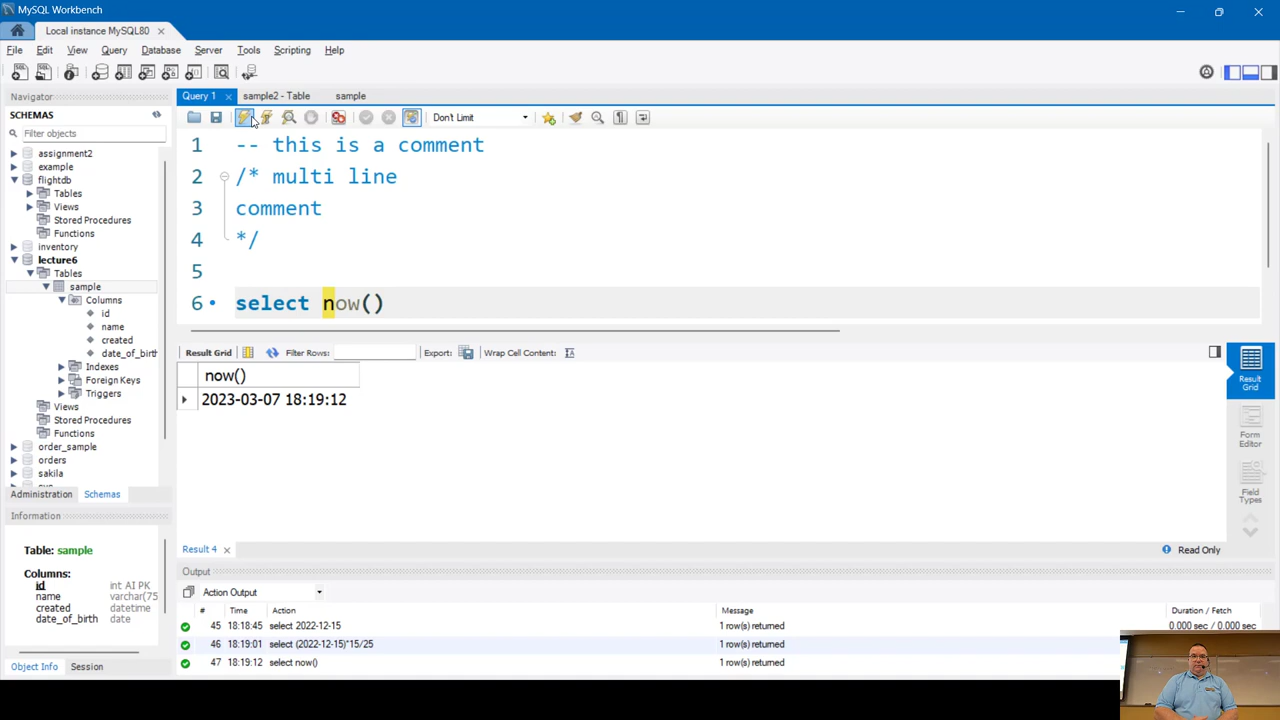 MySQL Workbench
Local instance MySQL80
File Edit View Query Database Server Tools Scripting Help
Navigator
SCHEMAS
Filter objects
assignment2
example
flightdb
Tables
Views
Stored Procedures
Functions
inventory
lecture6
Tables
sample
Columns
id
name
created
date_of_birth
Indexes
Foreign Keys
Triggers
Views
Stored Procedures
Functions
order_sample
orders
sakila
Administration Schemas
Information
Table: sample
Columns:
id int AI PK
name varchar(75
created datetime
date_of_birth date
Object Info Session
Query 1 sample2 - Table sample
Don't Limit
1 -- this is a comment
2 /* multi line
3 comment
4 */
5
6 select now()
Result Grid Filter Rows: Export: Wrap Cell Content:
now()
2023-03-07 18:19:12
Result Grid
Form Editor
Field Types
Result 4
Read Only
Output
Action Output
# Time Action Message Duration / Fetch
45 18:18:45 select 2022-12-15 1 row(s) returned 0.000 sec / 0.000 sec
46 18:19:01 select (2022-12-15)*15/25 1 row(s) returned
47 18:19:12 select now() 1 row(s) returned